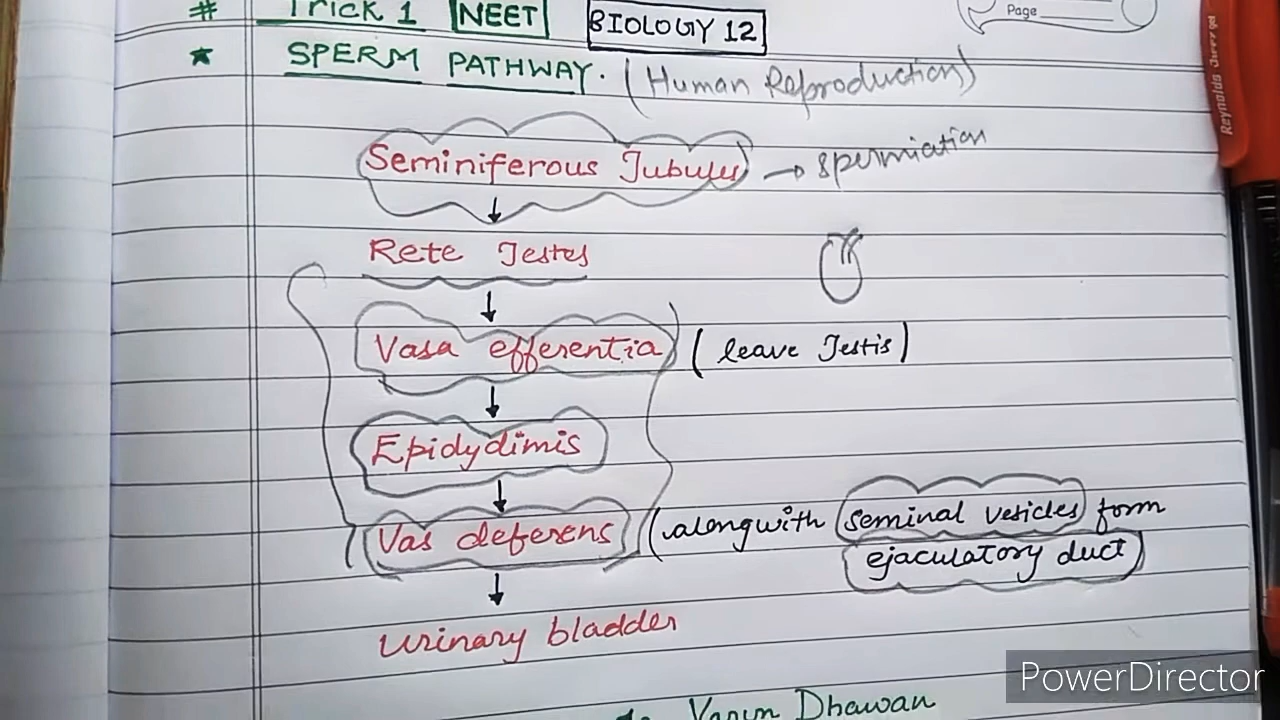 # Trick 1 NEET BIOLOGY 12
Page
* SPERM PATHWAY. (Human Reproduction)
Reynolds
Seminiferous Tubules → spermiation
↓
Rete Testes
↓
Vasa efferentia (leave Testis)
↓
Epidydimis
↓
Vas deferens (alongwith seminal vesicles form
ejaculatory duct)
↓
Urinary bladder
PowerDirector
Varun Dhawan